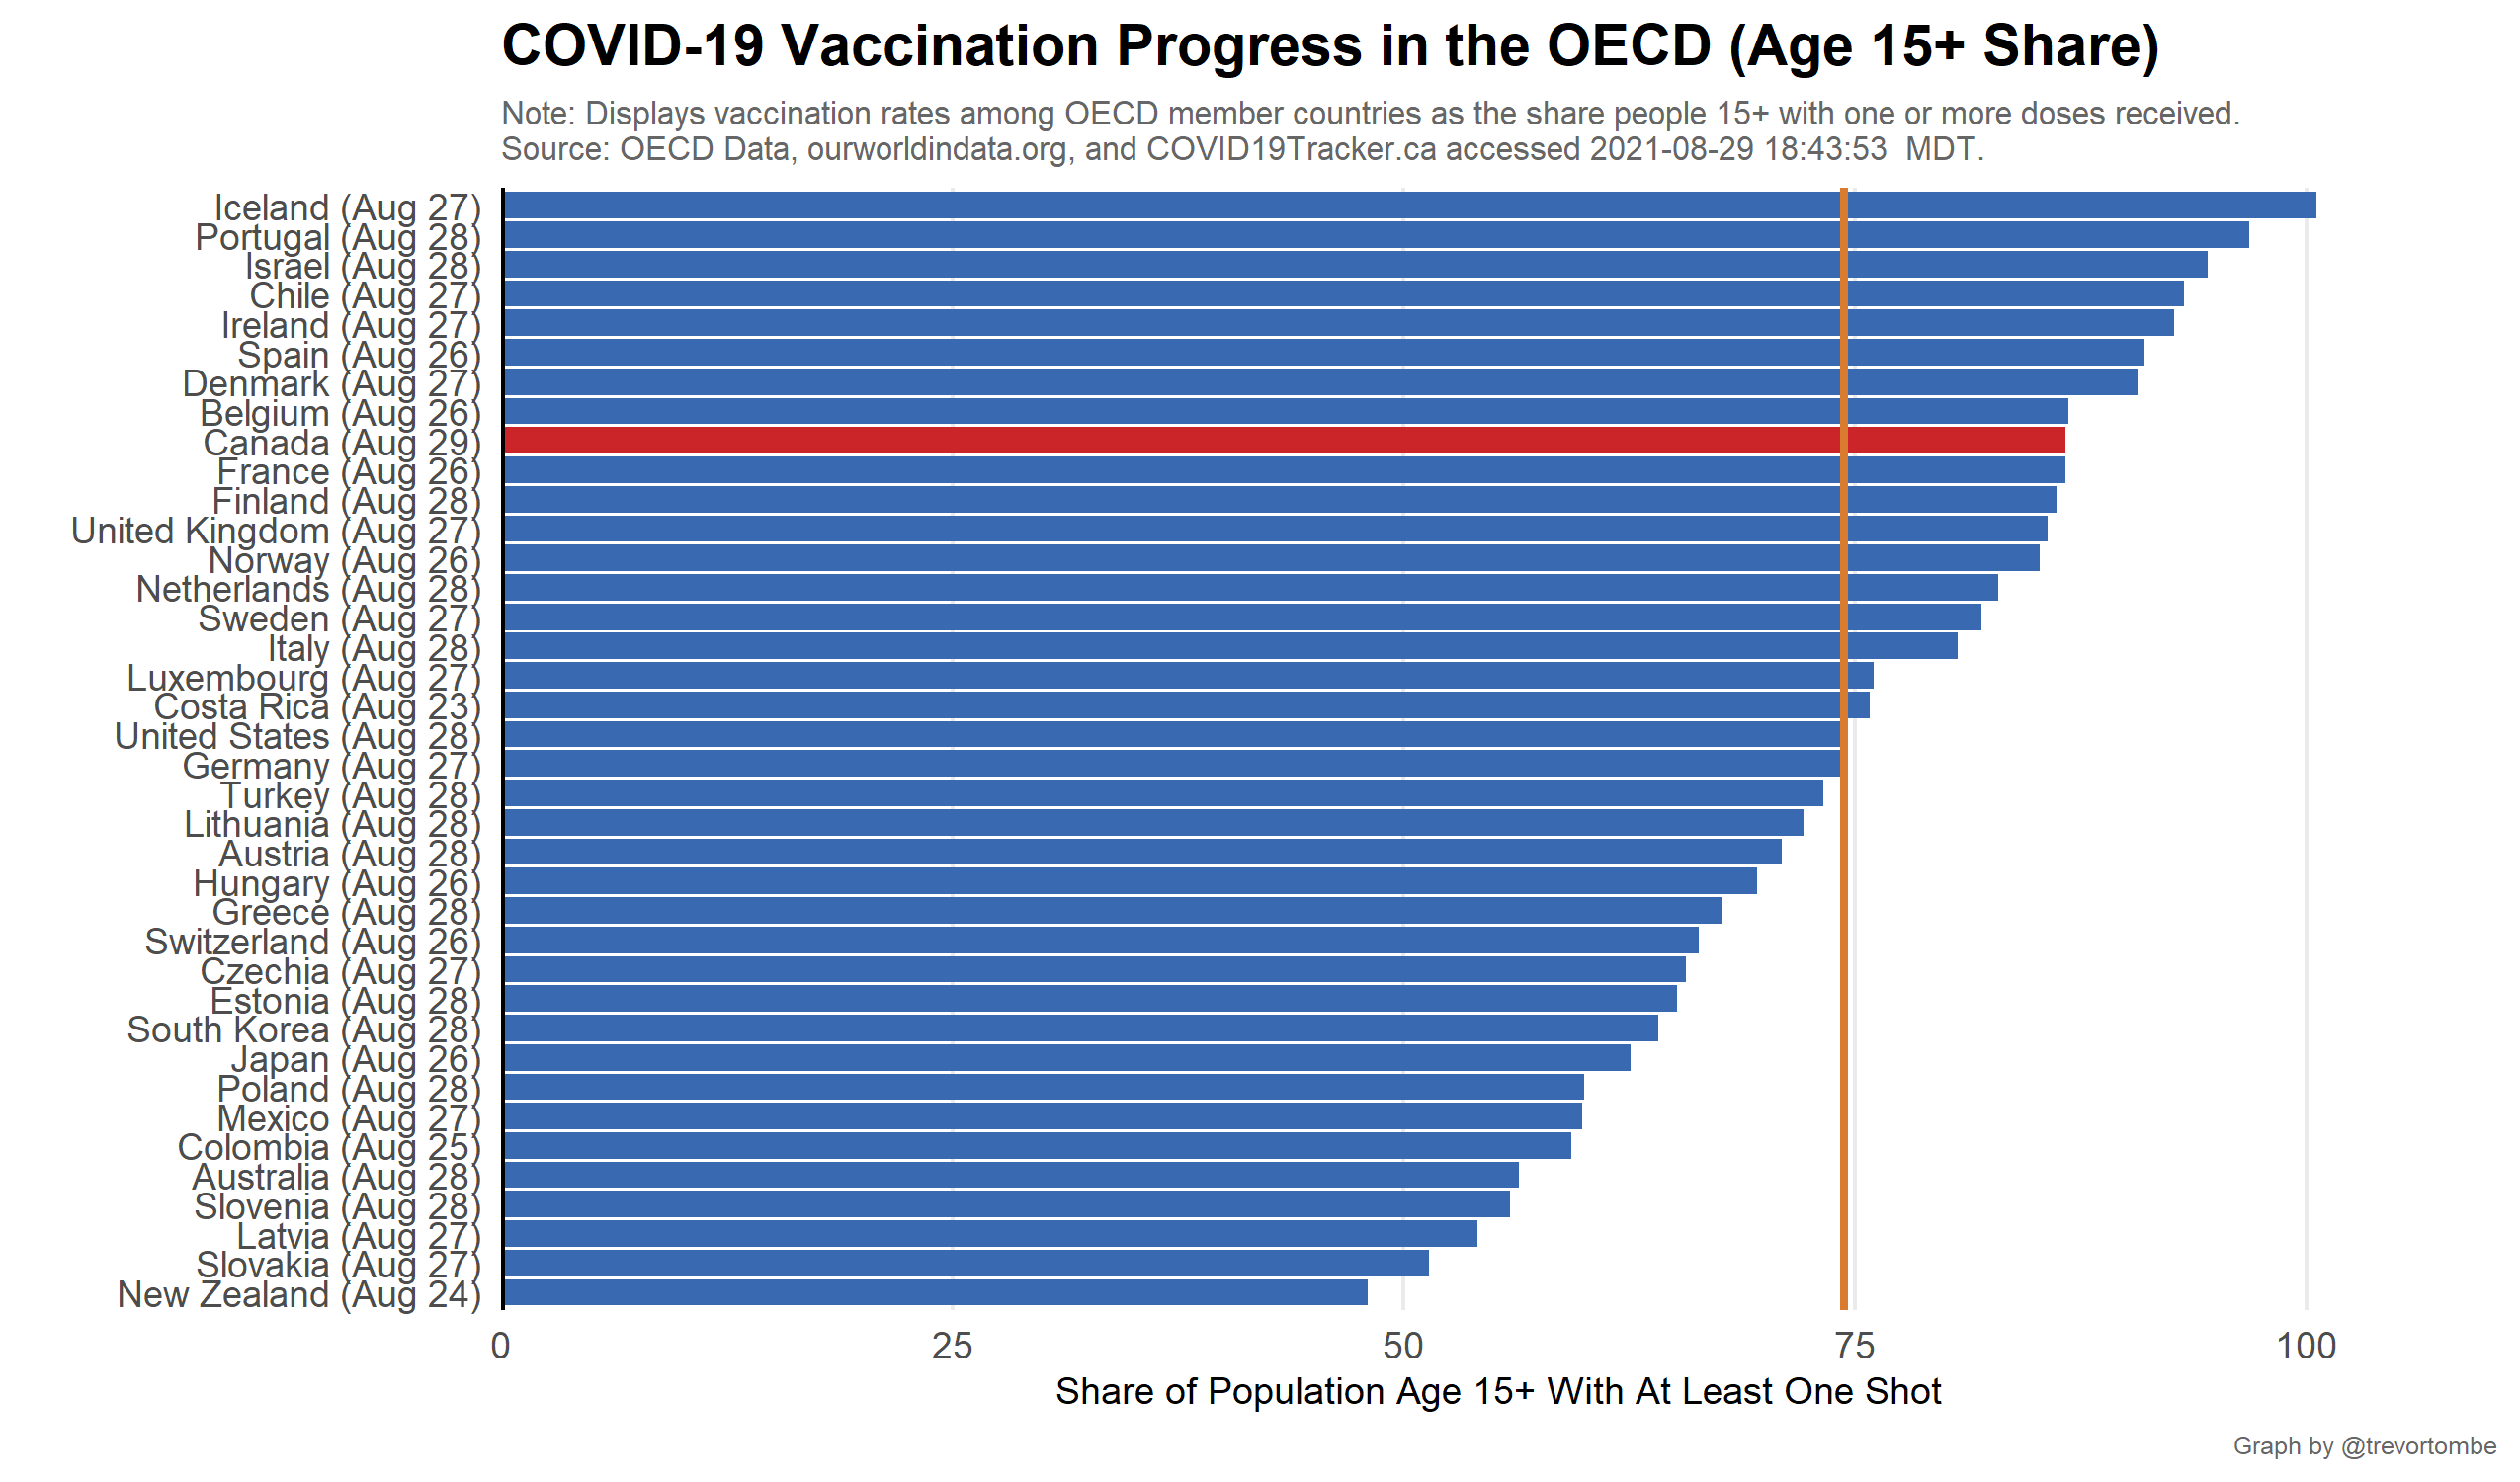 COVID-19 Vaccination Progress in the OECD (Age 15+ Share)
Note: Displays vaccination rates among OECD member countries as the share people 15+ with one or more doses received.
Source: OECD Data, ourworldindata.org, and COVID19Tracker.ca accessed 2021-08-29 18:43:53  MDT.
Iceland (Aug 27)
Portugal (Aug 28)
Israel (Aug 28)
Chile (Aug 27)
Ireland (Aug 27)
Spain (Aug 26)
Denmark (Aug 27)
Belgium (Aug 26)
Canada (Aug 29)
France (Aug 26)
Finland (Aug 28)
United Kingdom (Aug 27)
Norway (Aug 26)
Netherlands (Aug 28)
Sweden (Aug 27)
Italy (Aug 28)
Luxembourg (Aug 27)
Costa Rica (Aug 23)
United States (Aug 28)
Germany (Aug 27)
Turkey (Aug 28)
Lithuania (Aug 28)
Austria (Aug 28)
Hungary (Aug 26)
Greece (Aug 28)
Switzerland (Aug 26)
Czechia (Aug 27)
Estonia (Aug 28)
South Korea (Aug 28)
Japan (Aug 26)
Poland (Aug 28)
Mexico (Aug 27)
Colombia (Aug 25)
Australia (Aug 28)
Slovenia (Aug 28)
Latvia (Aug 27)
Slovakia (Aug 27)
New Zealand (Aug 24)
0 25 50 75 100
Share of Population Age 15+ With At Least One Shot
Graph by @trevortombe